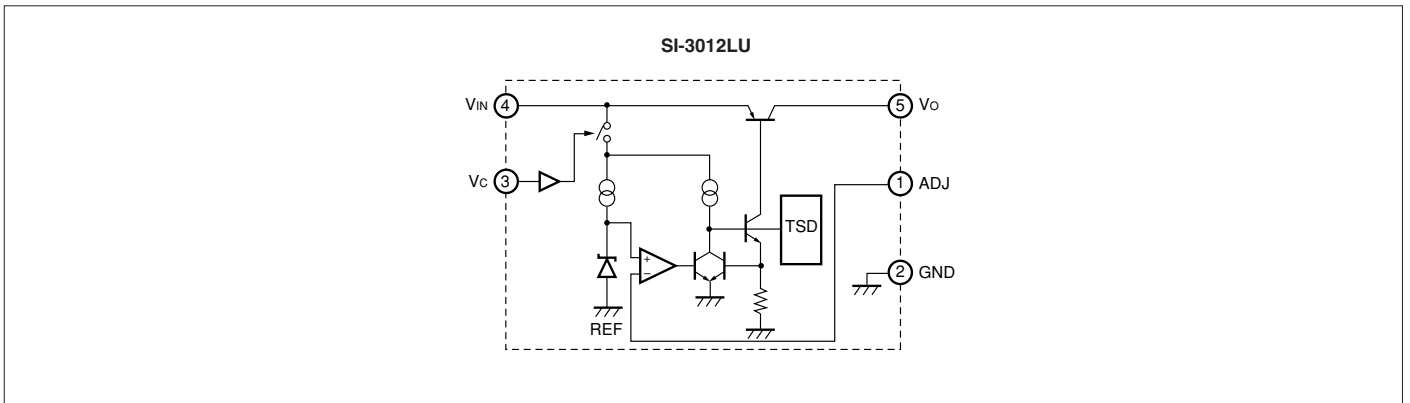 SI-3012LU
VIN 4
5 VO
VC 3
1 ADJ
TSD
+
−
2 GND
REF